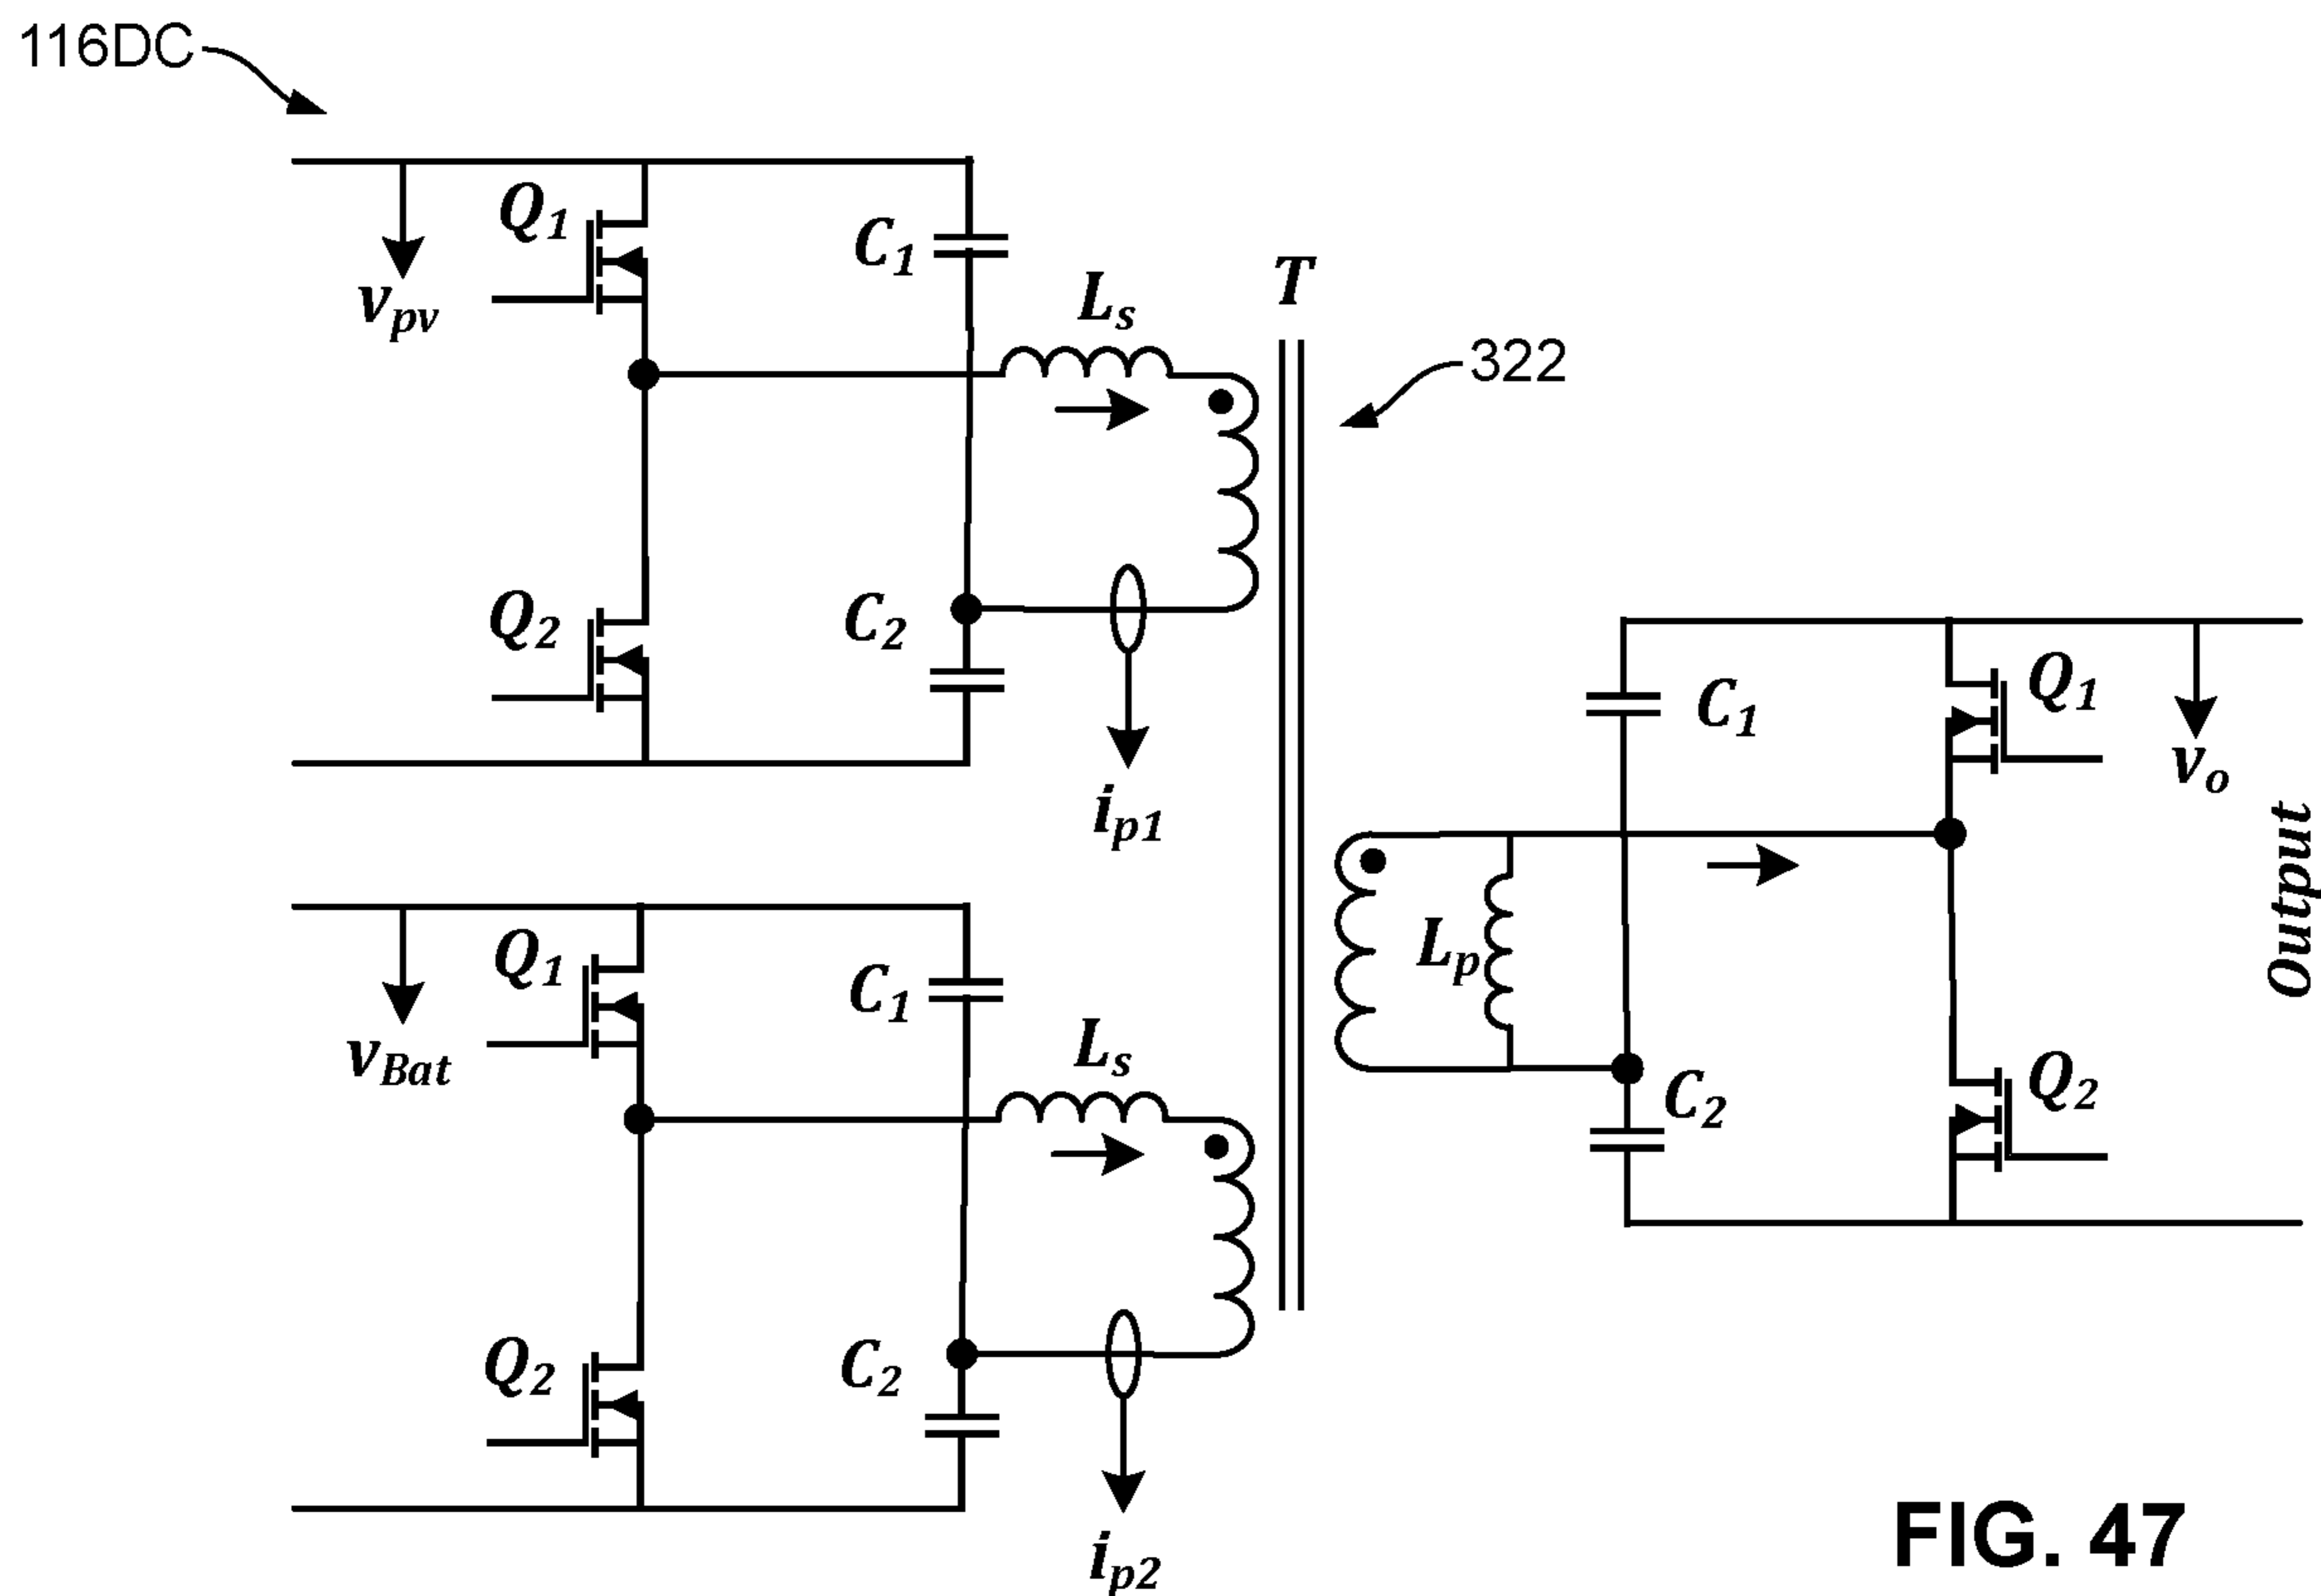 116DC
Q1
C1
vpv
Ls
T
322
Q2
C2
ip1
Q1
C1
vo
Output
Lp
C2
Q2
Q1
C1
vBat
Ls
Q2
C2
ip2
FIG. 47